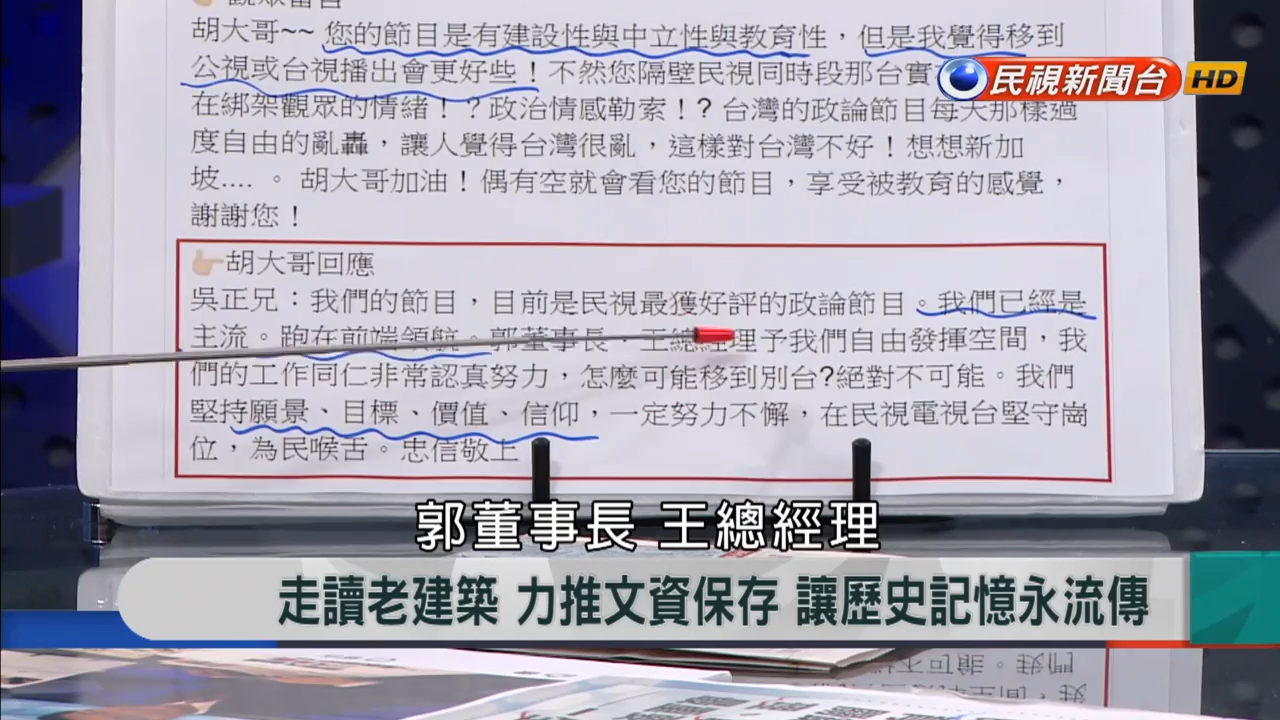 觀眾留言
胡大哥~~ 您的節目是有建設性與中立性與教育性，但是我覺得移到
公視或台視播出會更好些！不然您隔壁民視同時段那台實
民視新聞台 HD
在綁架觀眾的情緒！？政治情感勒索！？台灣的政論節目每天那樣過
度自由的亂轟，讓人覺得台灣很亂，這樣對台灣不好！想想新加
坡.... 。 胡大哥加油！偶有空就會看您的節目，享受被教育的感覺，
謝謝您！
胡大哥回應
吳正兄：我們的節目，目前是民視最獲好評的政論節目。我們已經是
主流。跑在前端領航。郭董事長、王總經理予我們自由發揮空間，我
們的工作同仁非常認真努力，怎麼可能移到別台?絕對不可能。我們
堅持願景、目標、價值、信仰，一定努力不懈，在民視電視台堅守崗
位，為民喉舌。忠信敬上
郭董事長 王總經理
走讀老建築 力推文資保存 讓歷史記憶永流傳